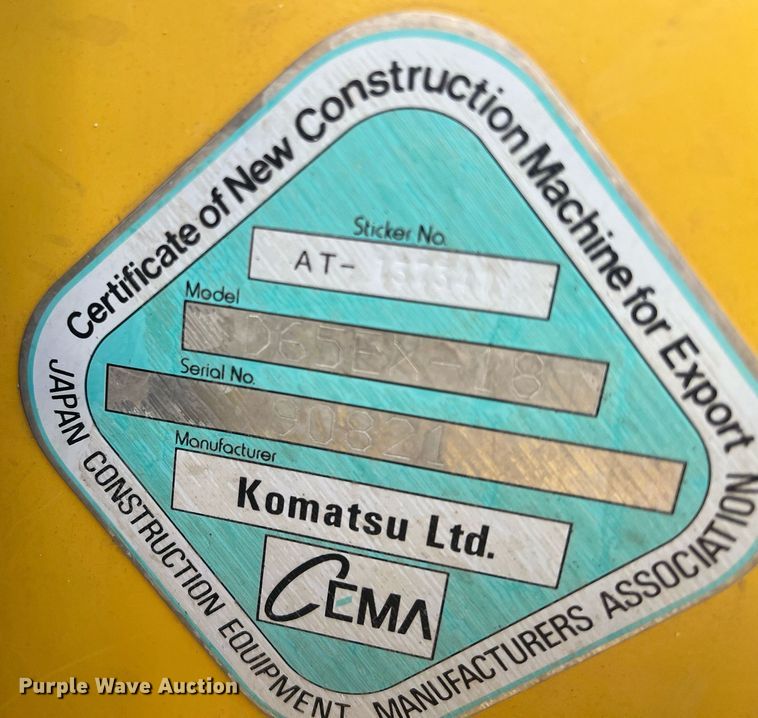 Certificate of New Construction Machine for Export
Sticker No.
AT-
Model
D65EX-18
Serial No.
90821
Manufacturer
Komatsu Ltd.
CEMA
JAPAN CONSTRUCTION EQUIPMENT MANUFACTURERS ASSOCIATION
Purple Wave Auction